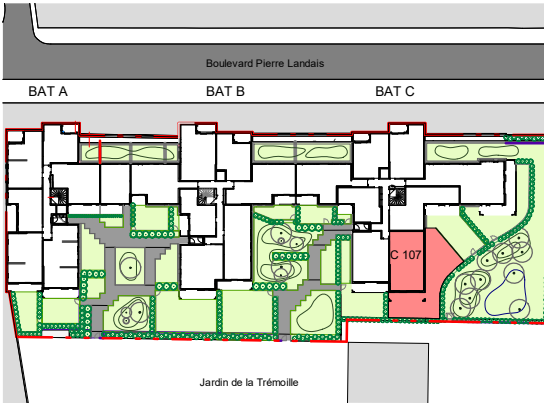 Boulevard Pierre Landais
BAT A
BAT B
BAT C
C 107
Jardin de la Trémoille